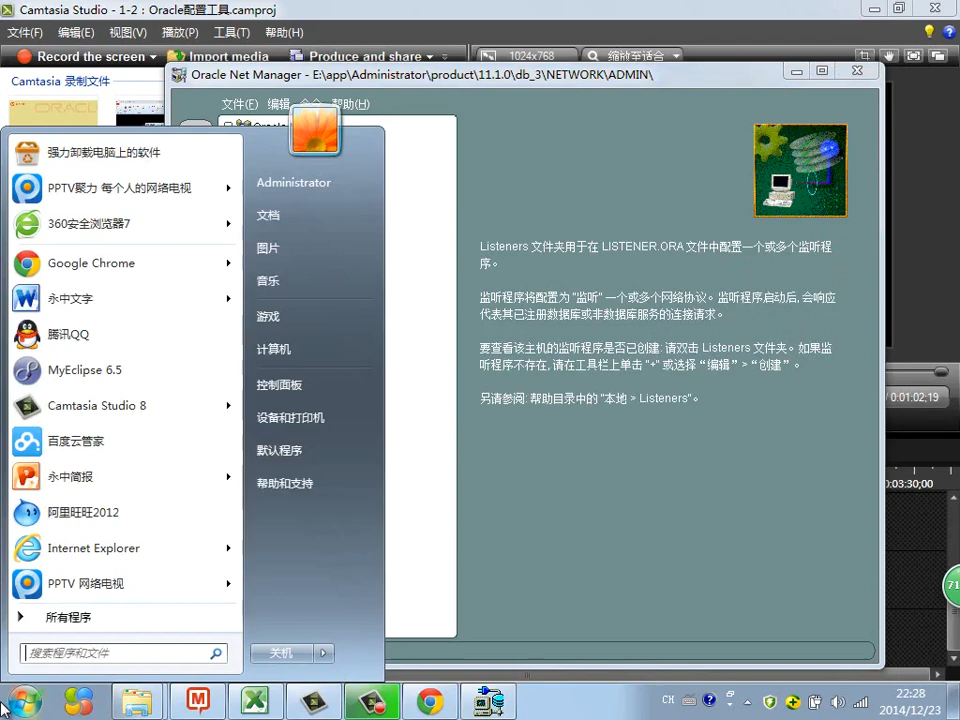 Camtasia Studio - 1-2：Oracle配置工具.camproj
文件(F) 编辑(E) 视图(V) 播放(P) 工具(T) 帮助(H)
Record the screen Import media Produce and share 1024x768 缩放至适合
Camtasia 录制文件
Oracle Net Manager - E:\app\Administrator\product\11.1.0\db_3\NETWORK\ADMIN\
文件(F) 编辑 帮助(H)
强力卸载电脑上的软件
PPTV聚力 每个人的网络电视
360安全浏览器7
Google Chrome
永中文字
腾讯QQ
MyEclipse 6.5
Camtasia Studio 8
百度云管家
永中简报
阿里旺旺2012
Internet Explorer
PPTV 网络电视
所有程序
搜索程序和文件
Administrator
文档
图片
音乐
游戏
计算机
控制面板
设备和打印机
默认程序
帮助和支持
关机
Listeners 文件夹用于在 LISTENER.ORA 文件中配置一个或多个监听程
序。
监听程序将配置为 "监听" 一个或多个网络协议。监听程序启动后, 会响应
代表其已注册数据库或非数据库服务的连接请求。
要查看该主机的监听程序是否已创建: 请双击 Listeners 文件夹。如果监
听程序不存在, 请在工具栏上单击 "+" 或选择 “编辑” > “创建”。
另请参阅: 帮助目录中的 "本地 > Listeners"。
/ 0:01:02;19
0:03:30;00
71
CH
22:28
2014/12/23